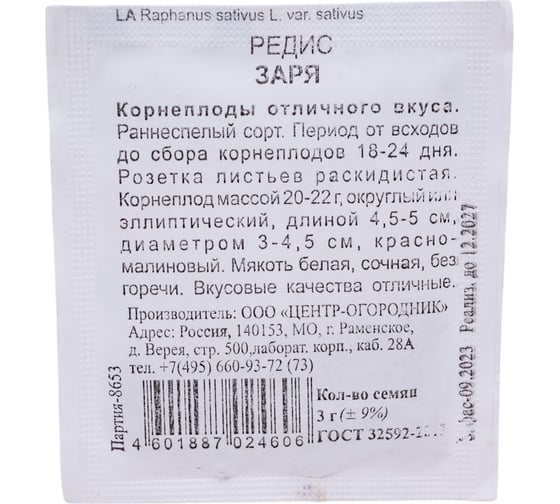 LA Raphanus sativus L. var. sativus
РЕДИС
ЗАРЯ
Корнеплоды отличного вкуса.
Раннеспелый сорт. Период от всходов
до сбора корнеплодов 18-24 дня.
Розетка листьев раскидистая.
Корнеплод массой 20-22 г, округлый или
эллиптический, длиной 4,5-5 см,
диаметром 3-4,5 см, красно-
малиновый. Мякоть белая, сочная, без
горечи. Вкусовые качества отличные.
Производитель: ООО «ЦЕНТР-ОГОРОДНИК»
Адрес: Россия, 140153, МО, г. Раменское,
д. Верея, стр. 500,лаборат. корп., каб. 28А
тел. +7(495) 660-93-72 (73)
Партия-8653
4 601887 024606
Кол-во семян
3 г (± 9%)
ГОСТ 32592-
09.2023 Реализ. до 12.2027